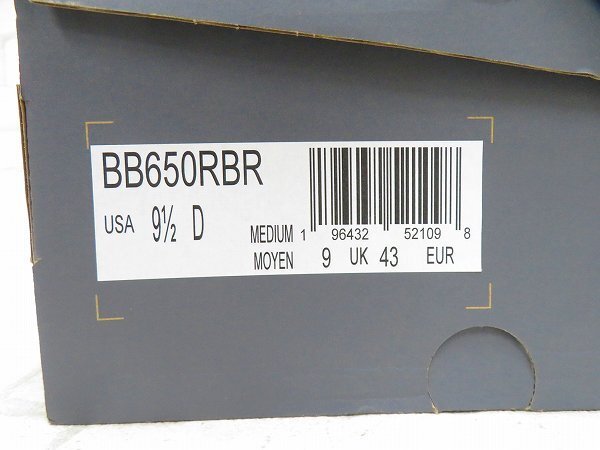 BB650RBR
USA 9½ D
MEDIUM 1 96432 52109 8
MOYEN 9 UK 43 EUR